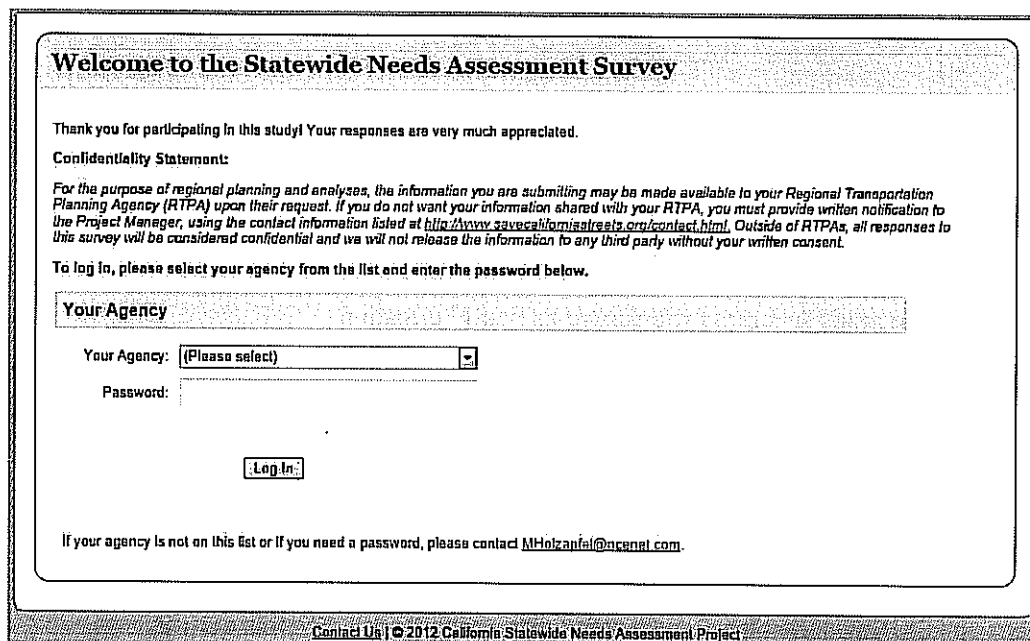 Welcome to the Statewide Needs Assessment Survey
Thank you for participating in this study! Your responses are very much appreciated.
Confidentiality Statement:
For the purpose of regional planning and analyses, the information you are submitting may be made available to your Regional Transportation
Planning Agency (RTPA) upon their request. If you do not want your information shared with your RTPA, you must provide written notification to
the Project Manager, using the contact information listed at http://www.savecaliforniastreets.org/contact.html. Outside of RTPAs, all responses to
this survey will be considered confidential and we will not release the information to any third party without your written consent.
To log in, please select your agency from the list and enter the password below.
Your Agency
Your Agency: (Please select)
Password:
Log In
If your agency is not on this list or if you need a password, please contact MHolzapfel@ncenet.com.
Contact Us | © 2012 California Statewide Needs Assessment Project